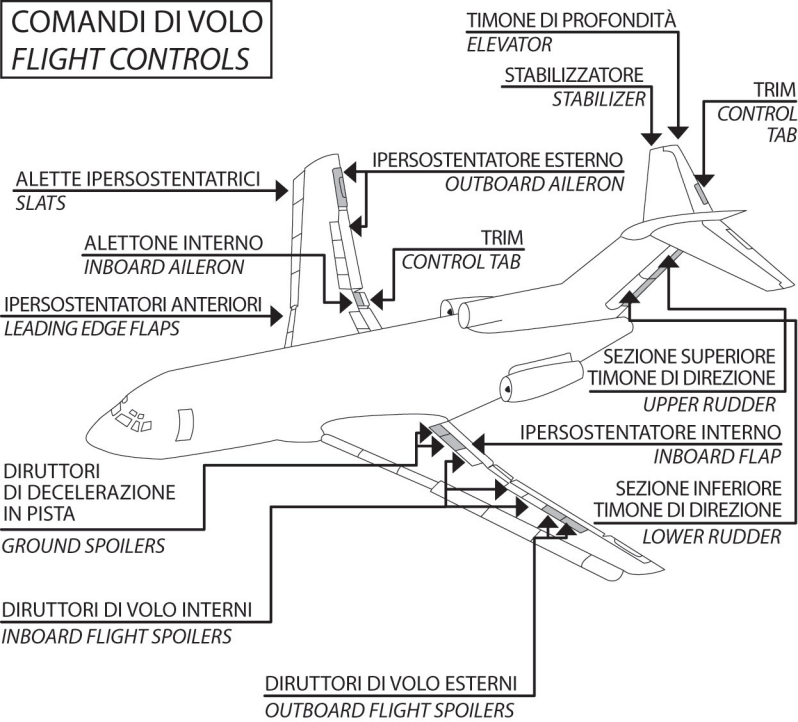 COMANDI DI VOLO
FLIGHT CONTROLS
TIMONE DI PROFONDITÀ
ELEVATOR
STABILIZZATORE
STABILIZER
TRIM
CONTROL
TAB
IPERSOSTENTATORE ESTERNO
OUTBOARD AILERON
ALETTE IPERSOSTENTATRICI
SLATS
ALETTONE INTERNO
INBOARD AILERON
TRIM
CONTROL TAB
IPERSOSTENTATORI ANTERIORI
LEADING EDGE FLAPS
SEZIONE SUPERIORE
TIMONE DI DIREZIONE
UPPER RUDDER
IPERSOSTENTATORE INTERNO
INBOARD FLAP
DIRUTTORI
DI DECELERAZIONE
IN PISTA
GROUND SPOILERS
SEZIONE INFERIORE
TIMONE DI DIREZIONE
LOWER RUDDER
DIRUTTORI DI VOLO INTERNI
INBOARD FLIGHT SPOILERS
DIRUTTORI DI VOLO ESTERNI
OUTBOARD FLIGHT SPOILERS